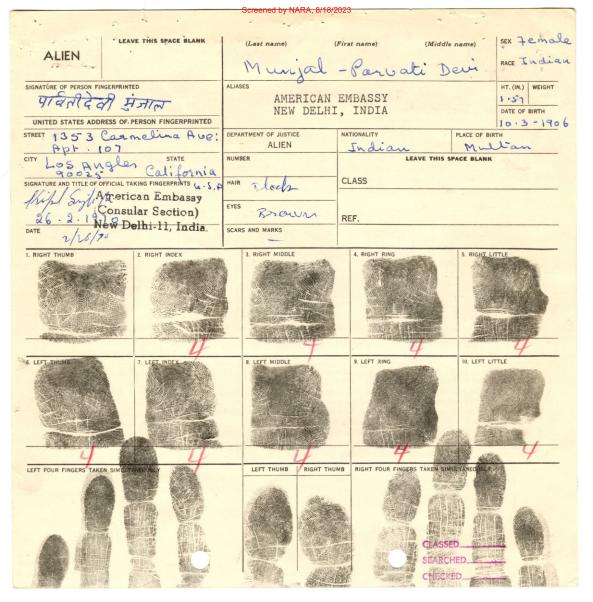 Screened by NARA, 8/18/2023
ALIEN
LEAVE THIS SPACE BLANK
(Last name) (First name) (Middle name)
Munjal - Parvati Devi
SEX Female
RACE Indian
SIGNATURE OF PERSON FINGERPRINTED
पार्वतीदेवी मुंजाल
ALIASES
AMERICAN EMBASSY
NEW DELHI, INDIA
HT. (IN.) WEIGHT
1.57
DATE OF BIRTH
10.3-1906
UNITED STATES ADDRESS OF PERSON FINGERPRINTED
STREET 1353 Carmelina Ave:
Apt. 107
CITY STATE
Los Angles California
90025 U.S.A
DEPARTMENT OF JUSTICE
ALIEN
NATIONALITY
Indian
PLACE OF BIRTH
Multan
NUMBER
LEAVE THIS SPACE BLANK
CLASS
REF.
SIGNATURE AND TITLE OF OFFICIAL TAKING FINGERPRINTS
American Embassy
Consular Section)
New Delhi-11, India.
26.2.19
DATE 2/26/70
HAIR
EYES Brown
SCARS AND MARKS —
1. RIGHT THUMB 2. RIGHT INDEX 3. RIGHT MIDDLE 4. RIGHT RING 5. RIGHT LITTLE
4 4 4 4
6. LEFT THUMB 7. LEFT INDEX 8. LEFT MIDDLE 9. LEFT RING 10. LEFT LITTLE
4 4 4 4 4
LEFT FOUR FINGERS TAKEN SIMULTANEOUSLY LEFT THUMB RIGHT THUMB RIGHT FOUR FINGERS TAKEN SIMULTANEOUSLY
CLASSED
SEARCHED
CHECKED